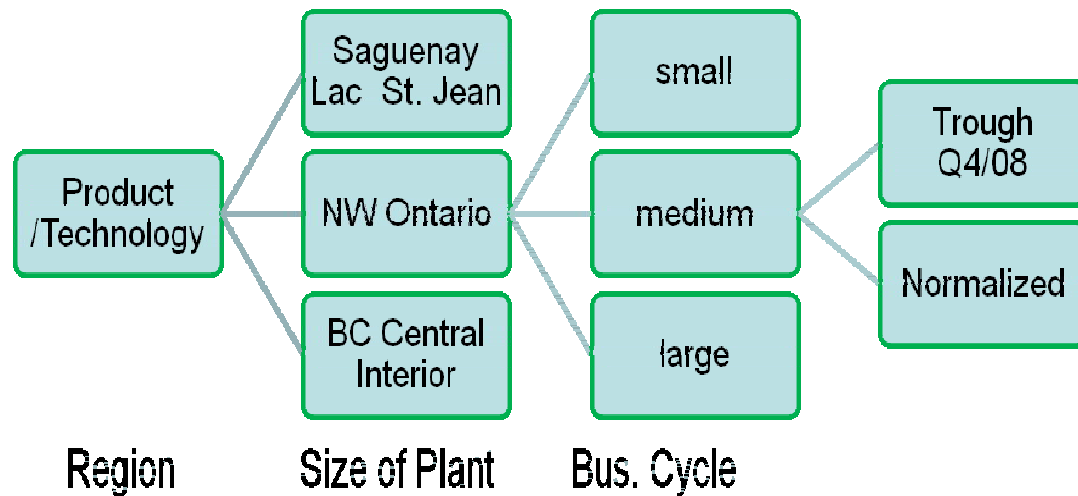 Product
/Technology
Saguenay
Lac St. Jean
NW Ontario
BC Central
Interior
small
medium
large
Trough
Q4/08
Normalized
Region
Size of Plant
Bus. Cycle